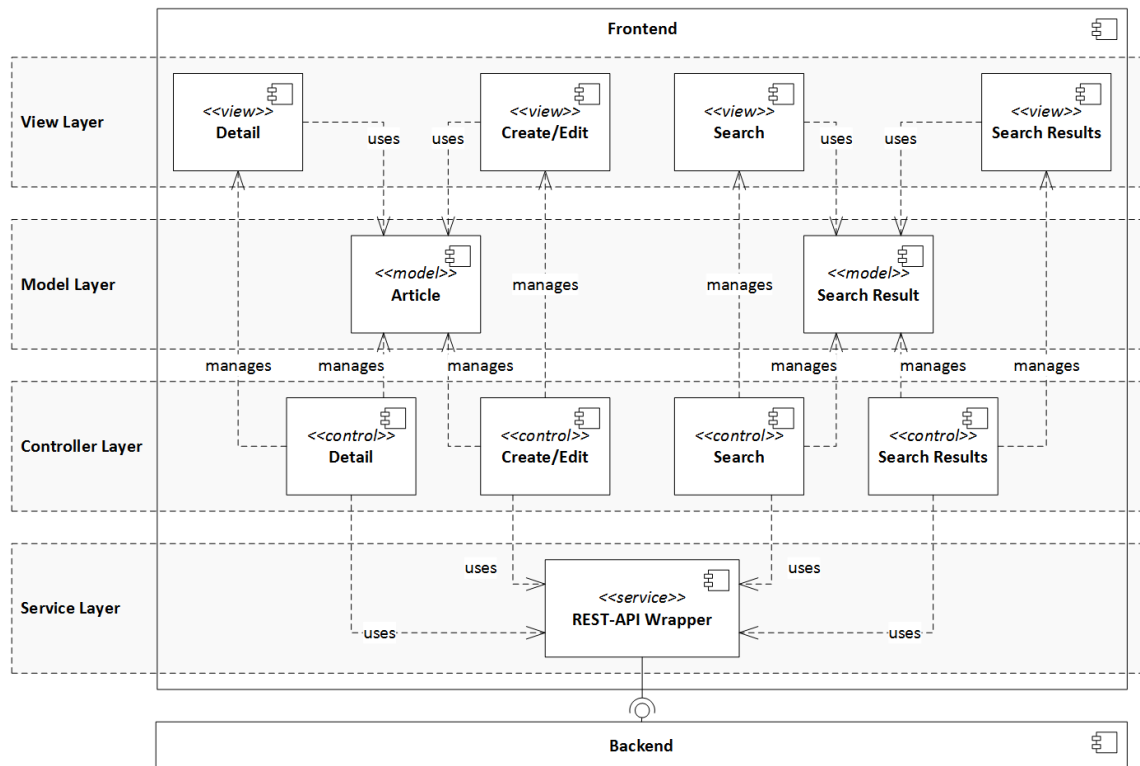 Frontend
View Layer
<<view>>
Detail
uses
uses
<<view>>
Create/Edit
<<view>>
Search
uses
uses
<<view>>
Search Results
Model Layer
<<model>>
Article
manages
manages
<<model>>
Search Result
manages
manages
manages
manages
manages
manages
Controller Layer
<<control>>
Detail
<<control>>
Create/Edit
<<control>>
Search
<<control>>
Search Results
Service Layer
uses
uses
<<service>>
REST-API Wrapper
uses
uses
Backend